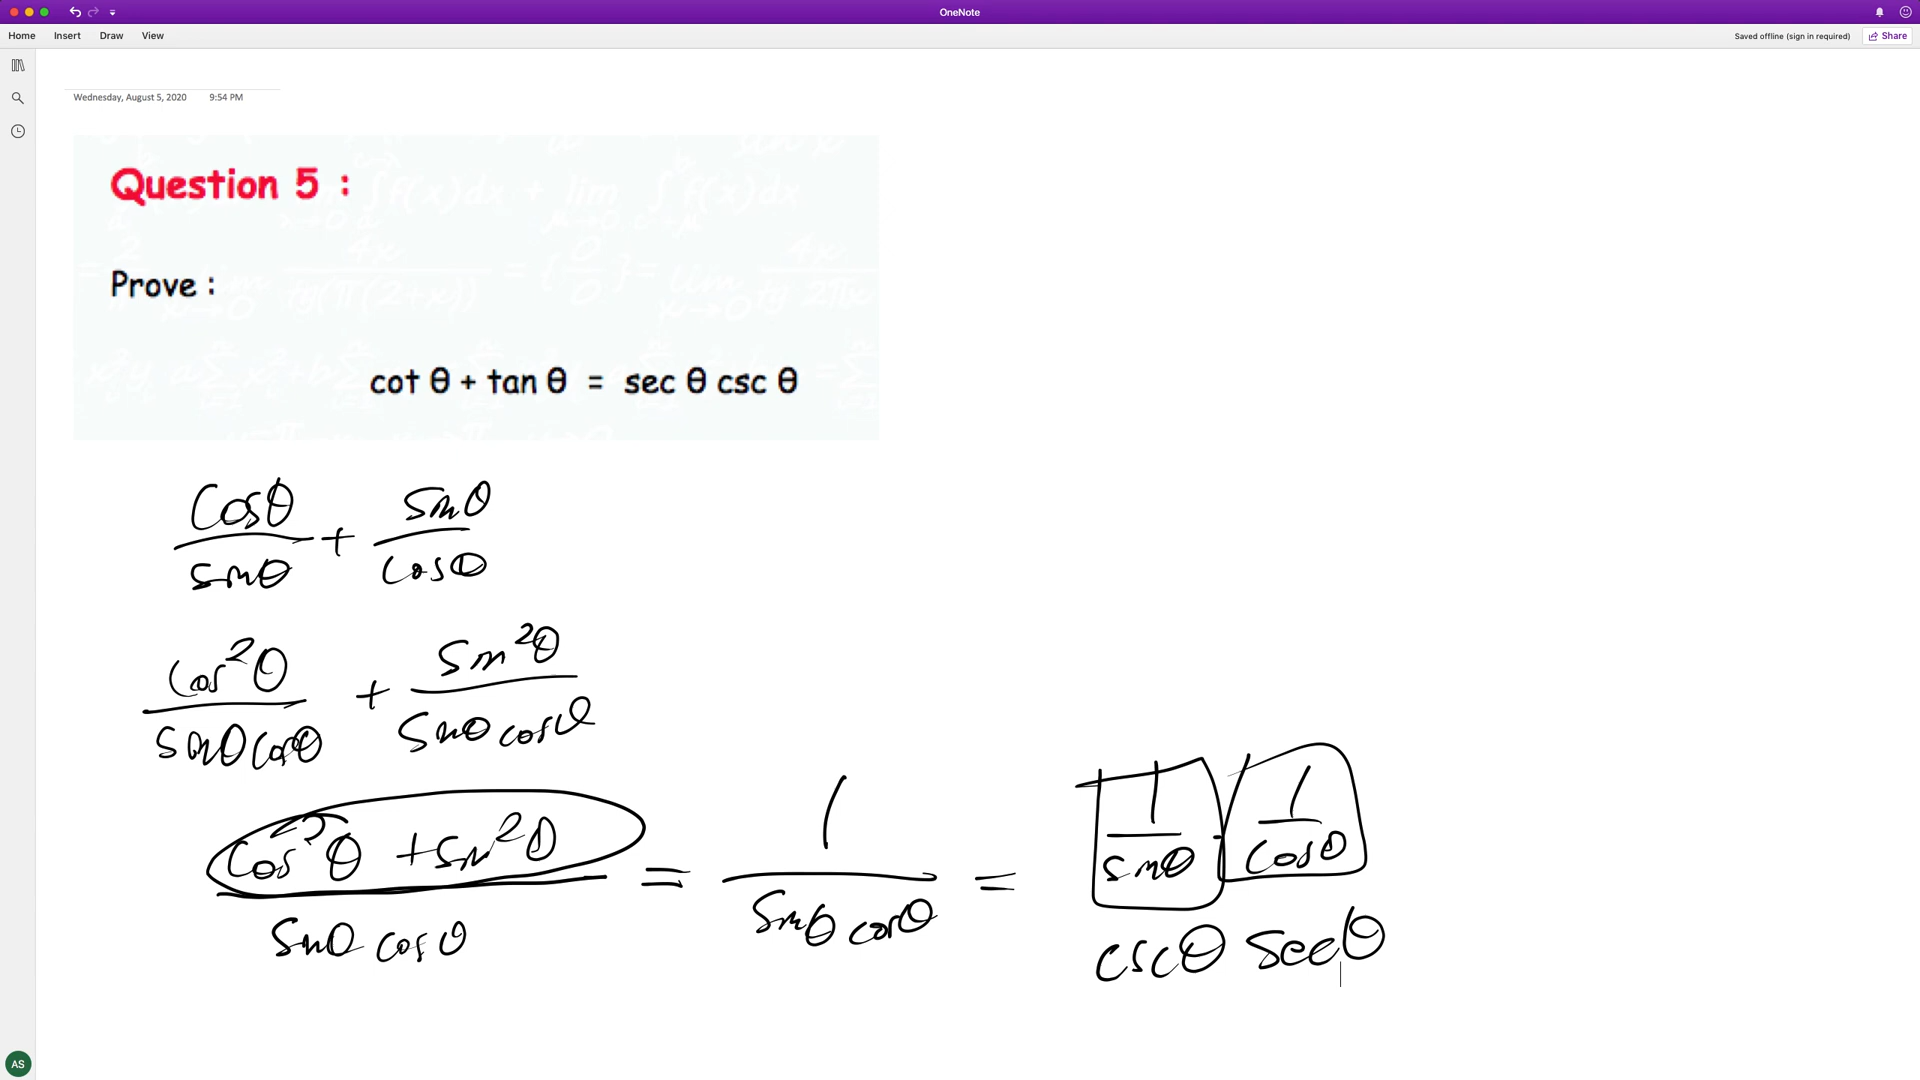 OneNote
Home Insert Draw View
Saved offline (sign in required) Share
Wednesday, August 5, 2020 9:54 PM
Question 5 :
Prove :
cot θ + tan θ = sec θ csc θ
cosθ/sinθ + sinθ/cosθ
cos²θ/sinθcosθ + sin²θ/sinθcosθ
cos²θ + sin²θ/sinθ cosθ = 1/sinθ cosθ = 1/sinθ · 1/cosθ
cscθ secθ
AS